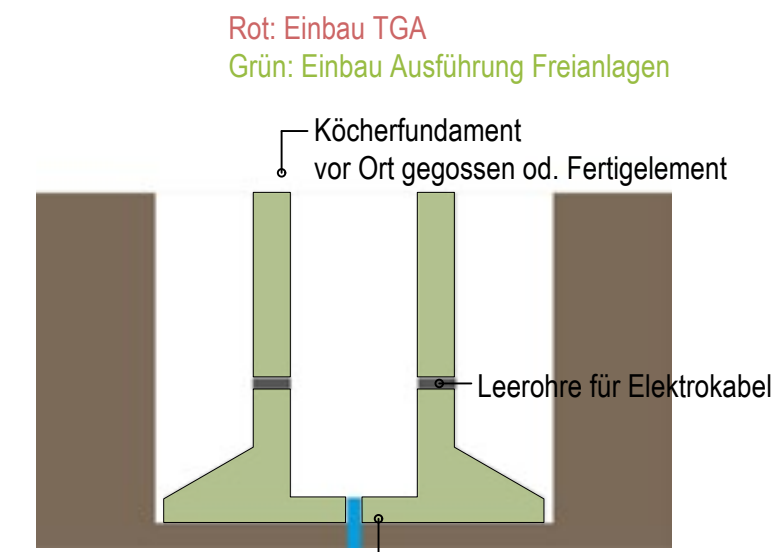 Rot: Einbau TGA
Grün: Einbau Ausführung Freianlagen
Köcherfundament
vor Ort gegossen od. Fertigelement
Leerohre für Elektrokabel